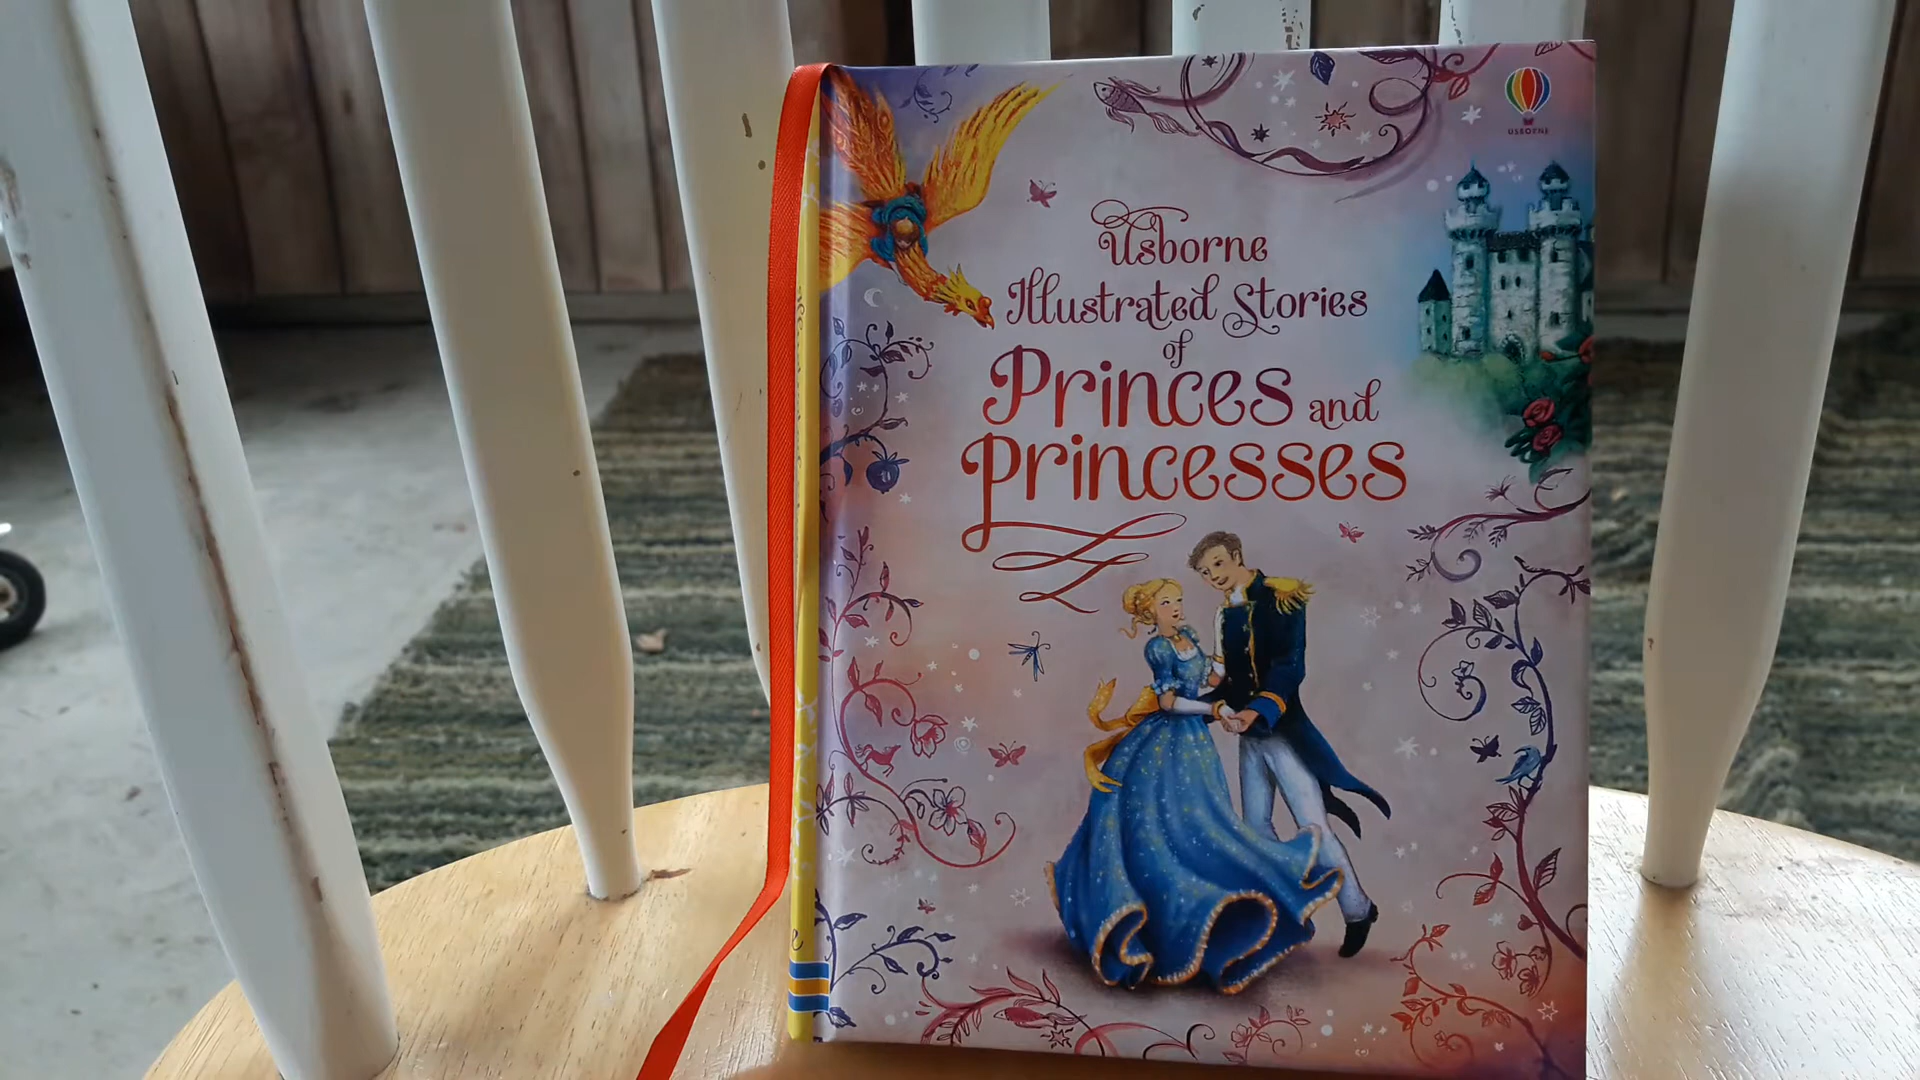 USBORNE
Usborne
Illustrated Stories
of
Princes and
Princesses